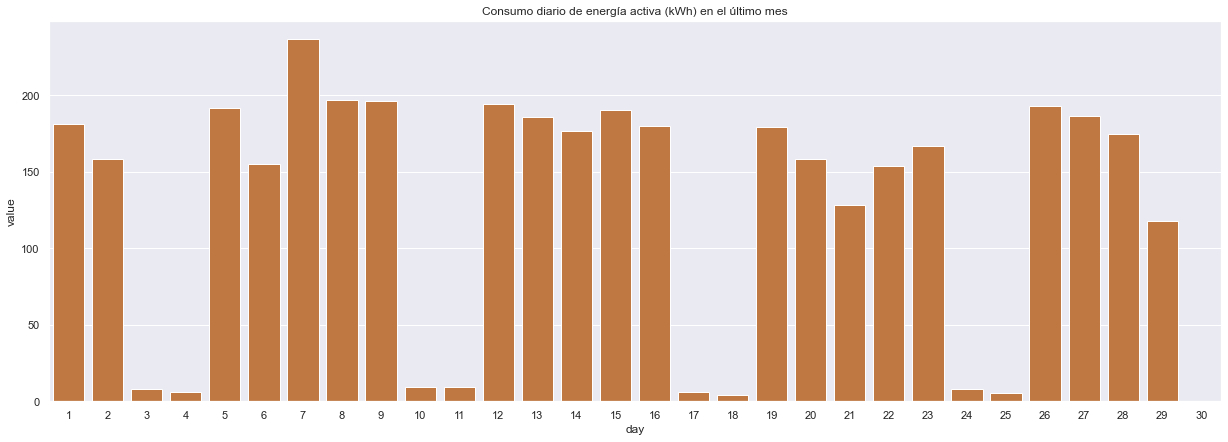 Consumo diario de energía activa (kWh) en el último mes
value
200
150
100
50
0
1 2 3 4 5 6 7 8 9 10 11 12 13 14 15 16 17 18 19 20 21 22 23 24 25 26 27 28 29 30
day